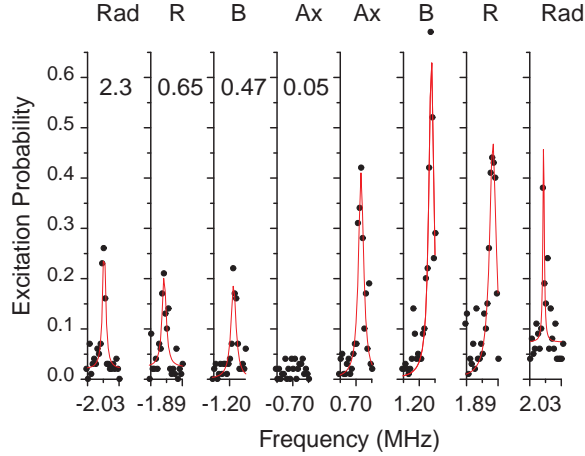 Rad R B Ax Ax B R Rad
2.3 0.65 0.47 0.05
0.6
0.5
0.4
0.3
0.2
0.1
0.0
Excitation Probability
-2.03 -1.89 -1.20 -0.70 0.70 1.20 1.89 2.03
Frequency (MHz)